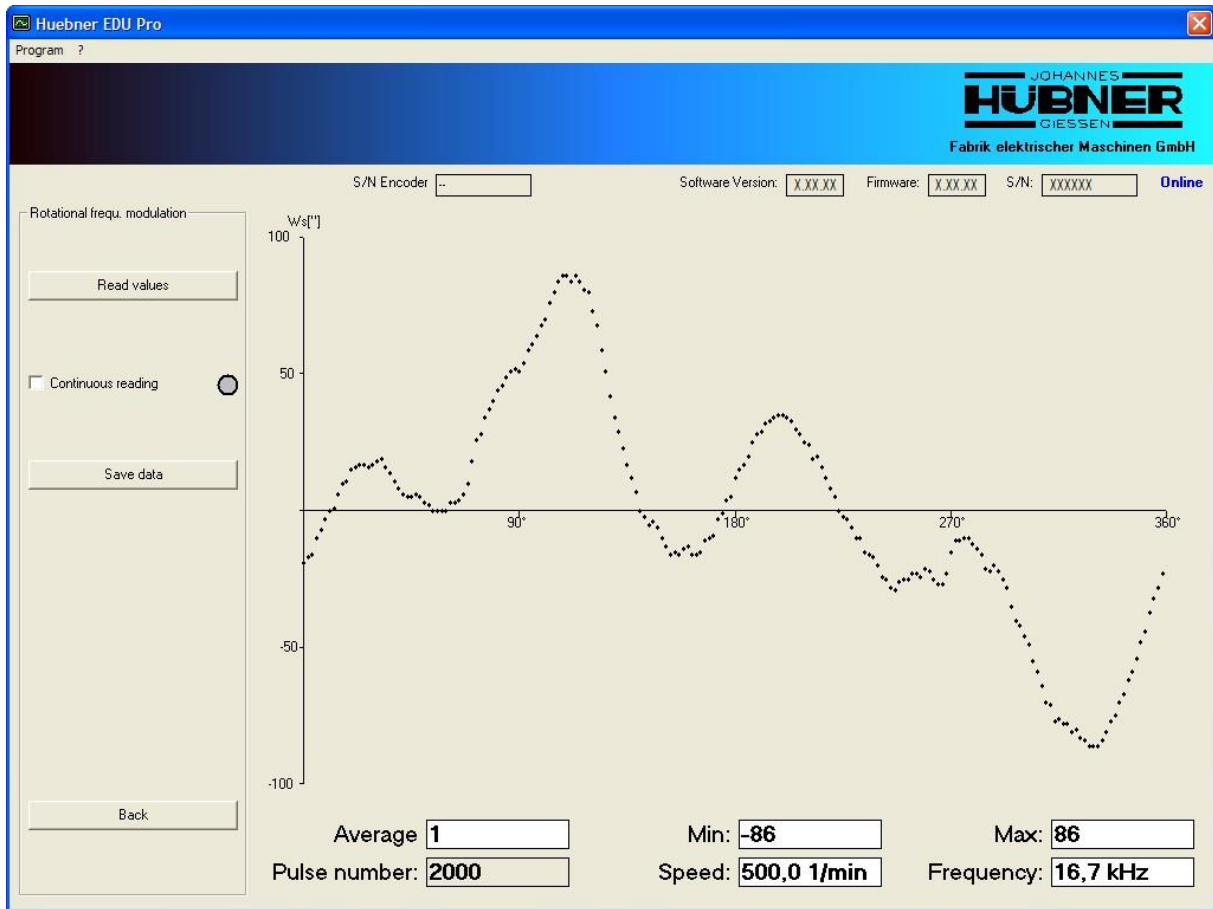 Huebner EDU Pro
Program ?
JOHANNES
HÜBNER
GIESSEN
Fabrik elektrischer Maschinen GmbH
S/N Encoder -- Software Version: X.XX.XX Firmware: X.XX.XX S/N: XXXXXX Online
Rotational frequ. modulation
Ws["]
100
Read values
50
Continuous reading
Save data
90° 180° 270° 360°
-50
-100
Back
Average 1 Min: -86 Max: 86
Pulse number: 2000 Speed: 500,0 1/min Frequency: 16,7 kHz